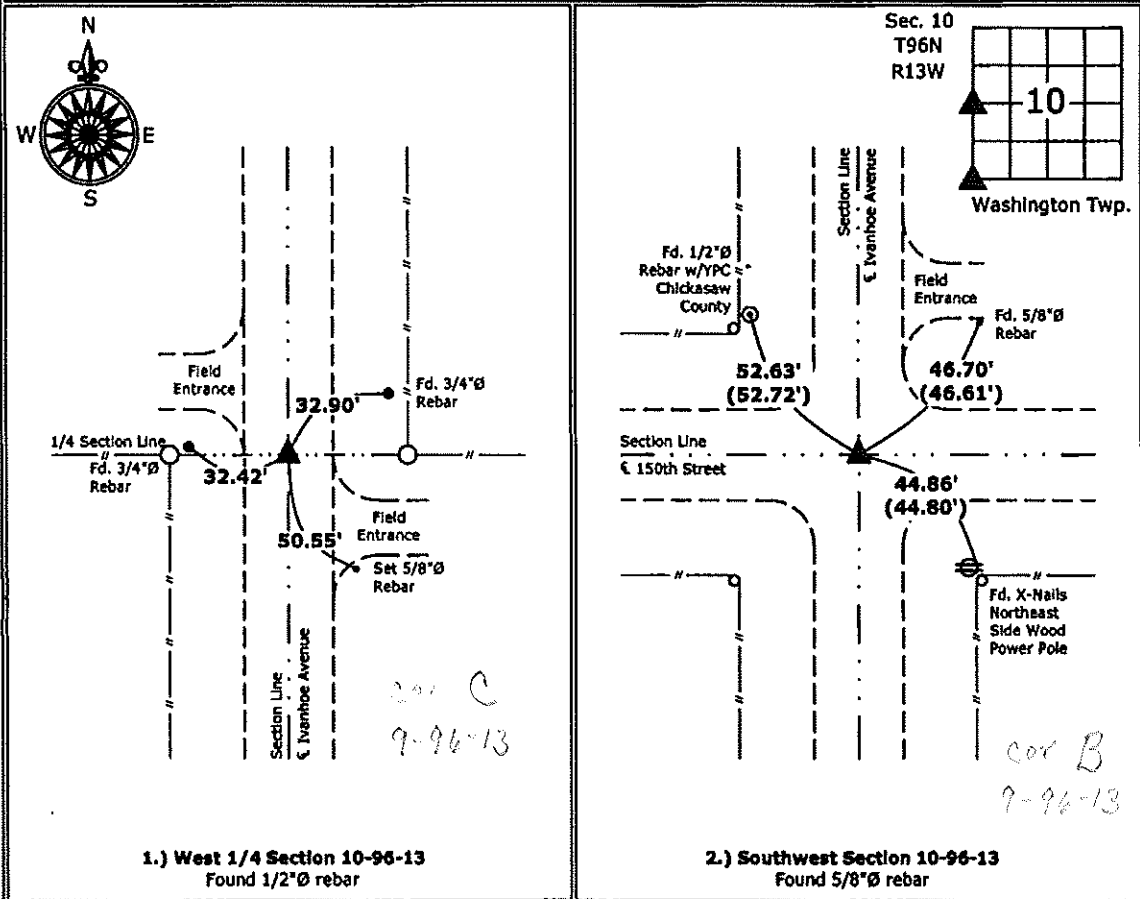 N
W
E
S
Field
Entrance
Fd. 3/4"Ø
Rebar
32.90'
1/4 Section Line
Fd. 3/4"Ø
Rebar
32.42'
50.55'
Field
Entrance
Set 5/8"Ø
Rebar
Section Line
℄ Ivanhoe Avenue
cor C
9-96-13
1.) West 1/4 Section 10-96-13
Found 1/2"Ø rebar
Sec. 10
T96N
R13W
10
Washington Twp.
Section Line
℄ Ivanhoe Avenue
Fd. 1/2"Ø
Rebar w/YPC
Chickasaw
County
Field
Entrance
Fd. 5/8"Ø
Rebar
52.63'
(52.72')
46.70'
(46.61')
Section Line
℄ 150th Street
44.86'
(44.80')
Fd. X-Nails
Northeast
Side Wood
Power Pole
cor B
9-96-13
2.) Southwest Section 10-96-13
Found 5/8"Ø rebar